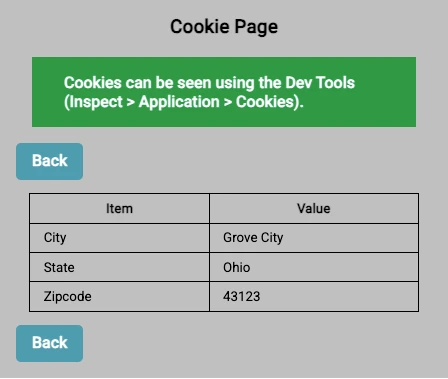 Cookie Page
Cookies can be seen using the Dev Tools
(Inspect > Application > Cookies).
Back
Item Value
City Grove City
State Ohio
Zipcode 43123
Back